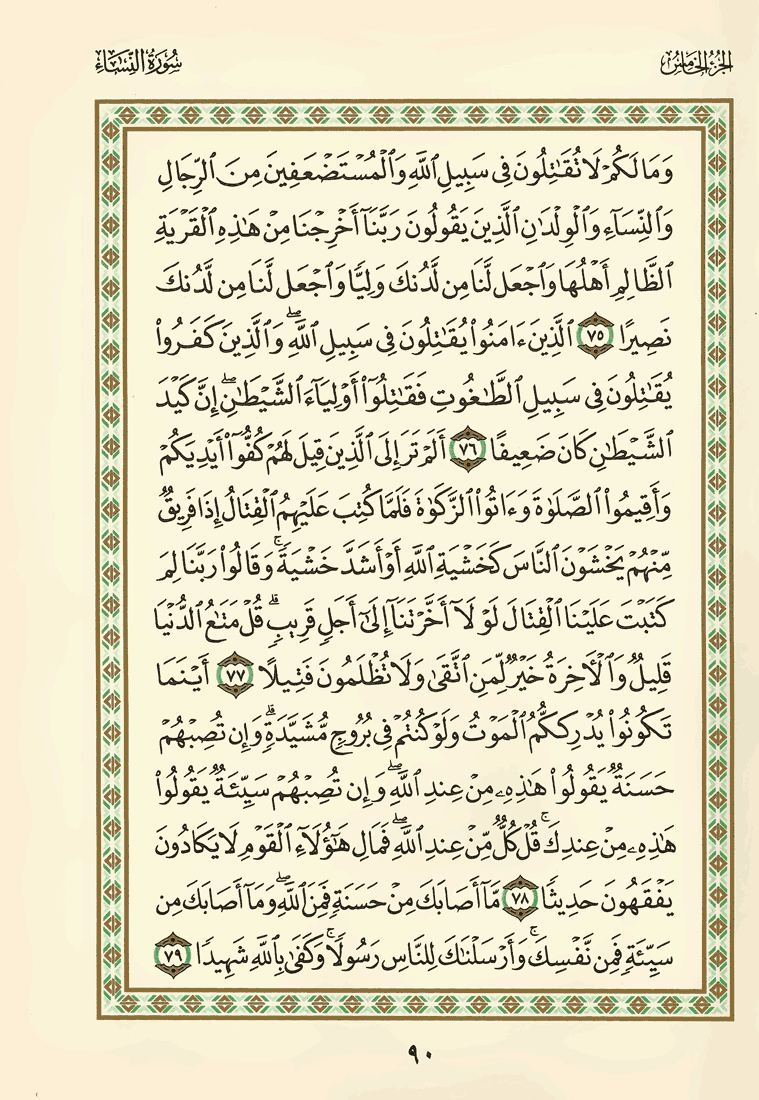 الجزء الخامس
سورة النساء
وَمَا لَكُمْ لَا تُقَٰتِلُونَ فِى سَبِيلِ ٱللَّهِ وَٱلْمُسْتَضْعَفِينَ مِنَ ٱلرِّجَالِ
وَٱلنِّسَآءِ وَٱلْوِلْدَٰنِ ٱلَّذِينَ يَقُولُونَ رَبَّنَآ أَخْرِجْنَا مِنْ هَٰذِهِ ٱلْقَرْيَةِ
ٱلظَّالِمِ أَهْلُهَا وَٱجْعَل لَّنَا مِن لَّدُنكَ وَلِيًّا وَٱجْعَل لَّنَا مِن لَّدُنكَ
نَصِيرًا ٧٥ ٱلَّذِينَ ءَامَنُوا۟ يُقَٰتِلُونَ فِى سَبِيلِ ٱللَّهِ ۖ وَٱلَّذِينَ كَفَرُوا۟
يُقَٰتِلُونَ فِى سَبِيلِ ٱلطَّٰغُوتِ فَقَٰتِلُوٓا۟ أَوْلِيَآءَ ٱلشَّيْطَٰنِ ۖ إِنَّ كَيْدَ
ٱلشَّيْطَٰنِ كَانَ ضَعِيفًا ٧٦ أَلَمْ تَرَ إِلَى ٱلَّذِينَ قِيلَ لَهُمْ كُفُّوٓا۟ أَيْدِيَكُمْ
وَأَقِيمُوا۟ ٱلصَّلَوٰةَ وَءَاتُوا۟ ٱلزَّكَوٰةَ فَلَمَّا كُتِبَ عَلَيْهِمُ ٱلْقِتَالُ إِذَا فَرِيقٌ
مِّنْهُمْ يَخْشَوْنَ ٱلنَّاسَ كَخَشْيَةِ ٱللَّهِ أَوْ أَشَدَّ خَشْيَةً ۚ وَقَالُوا۟ رَبَّنَا لِمَ
كَتَبْتَ عَلَيْنَا ٱلْقِتَالَ لَوْلَآ أَخَّرْتَنَآ إِلَىٰٓ أَجَلٍ قَرِيبٍ ۗ قُلْ مَتَٰعُ ٱلدُّنْيَا
قَلِيلٌ وَٱلْءَاخِرَةُ خَيْرٌ لِّمَنِ ٱتَّقَىٰ وَلَا تُظْلَمُونَ فَتِيلًا ٧٧ أَيْنَمَا
تَكُونُوا۟ يُدْرِككُّمُ ٱلْمَوْتُ وَلَوْ كُنتُمْ فِى بُرُوجٍ مُّشَيَّدَةٍ ۗ وَإِن تُصِبْهُمْ
حَسَنَةٌ يَقُولُوا۟ هَٰذِهِۦ مِنْ عِندِ ٱللَّهِ ۖ وَإِن تُصِبْهُمْ سَيِّئَةٌ يَقُولُوا۟
هَٰذِهِۦ مِنْ عِندِكَ ۚ قُلْ كُلٌّ مِّنْ عِندِ ٱللَّهِ ۖ فَمَالِ هَٰٓؤُلَآءِ ٱلْقَوْمِ لَا يَكَادُونَ
يَفْقَهُونَ حَدِيثًا ٧٨ مَّآ أَصَابَكَ مِنْ حَسَنَةٍ فَمِنَ ٱللَّهِ ۖ وَمَآ أَصَابَكَ مِن
سَيِّئَةٍ فَمِن نَّفْسِكَ ۚ وَأَرْسَلْنَٰكَ لِلنَّاسِ رَسُولًا ۚ وَكَفَىٰ بِٱللَّهِ شَهِيدًا ٧٩
٩٠